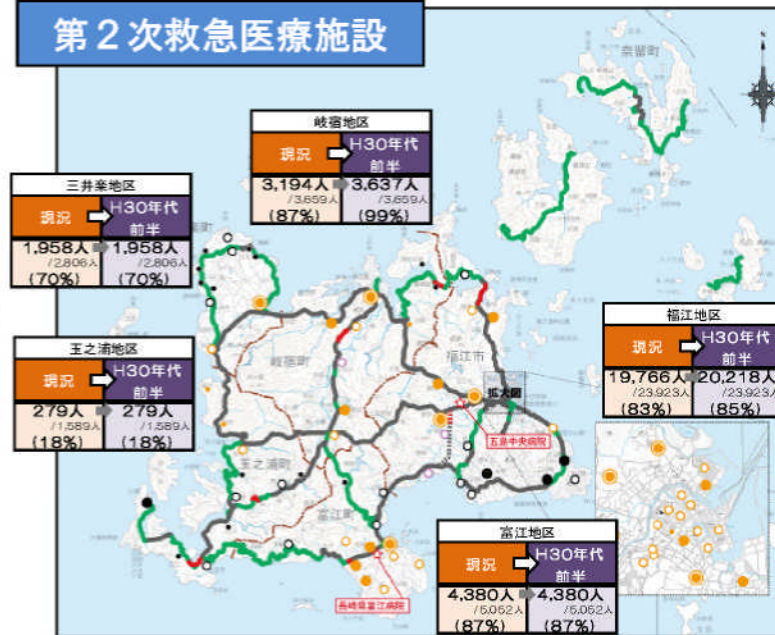 第2次救急医療施設
奈留町
岐宿地区
現況
H30年代
前半
3,194人
3,637人
/3,659人
/3,659人
(87%)
(99%)
三井楽地区
現況
H30年代
前半
1,958人
1,958人
/2,806人
/2,806人
(70%)
(70%)
玉之浦地区
現況
H30年代
前半
279人
279人
/1,589人
/1,589人
(18%)
(18%)
福江地区
現況
H30年代
前半
19,766人
20,218人
/23,923人
/23,923人
(83%)
(85%)
富江地区
現況
H30年代
前半
4,380人
4,380人
/5,052人
/5,052人
(87%)
(87%)
岐宿町
福江市
拡大図
五島中央病院
玉之浦町
富江町
長崎県富江病院